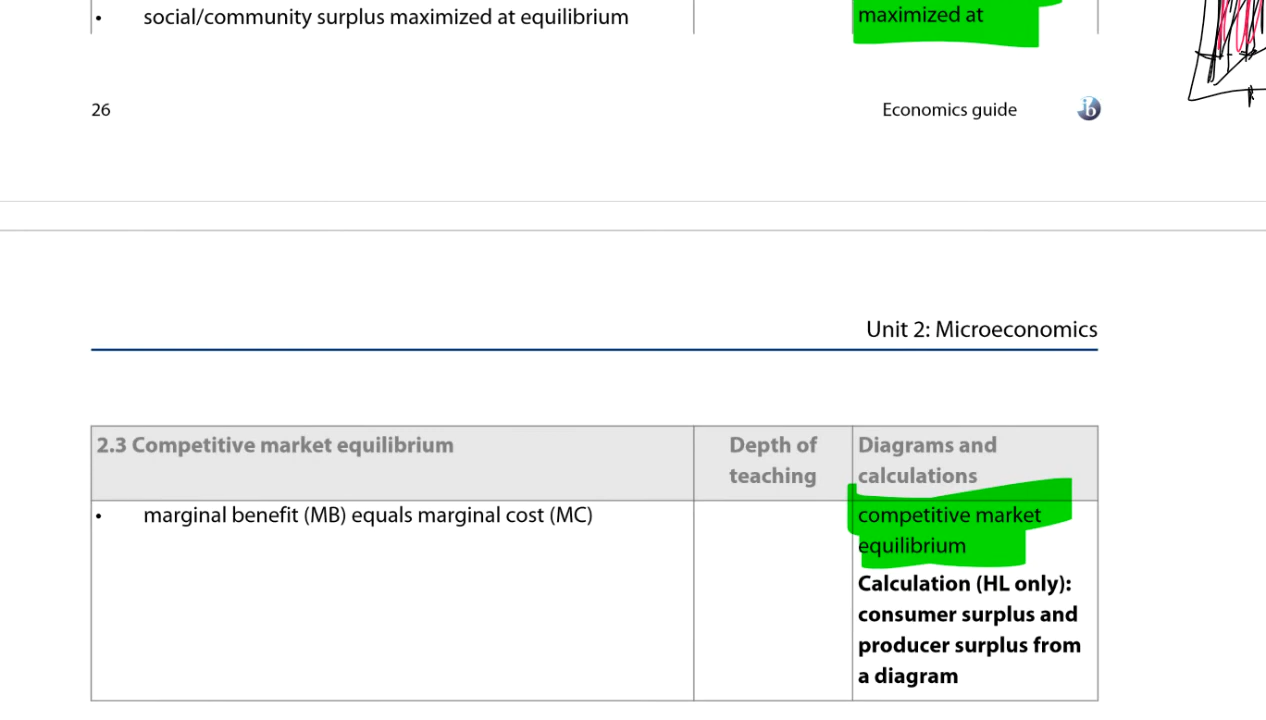 • social/community surplus maximized at equilibrium
maximized at
26
Economics guide
ib
Unit 2: Microeconomics
2.3 Competitive market equilibrium
Depth of
teaching
Diagrams and
calculations
• marginal benefit (MB) equals marginal cost (MC)
competitive market
equilibrium
Calculation (HL only):
consumer surplus and
producer surplus from
a diagram